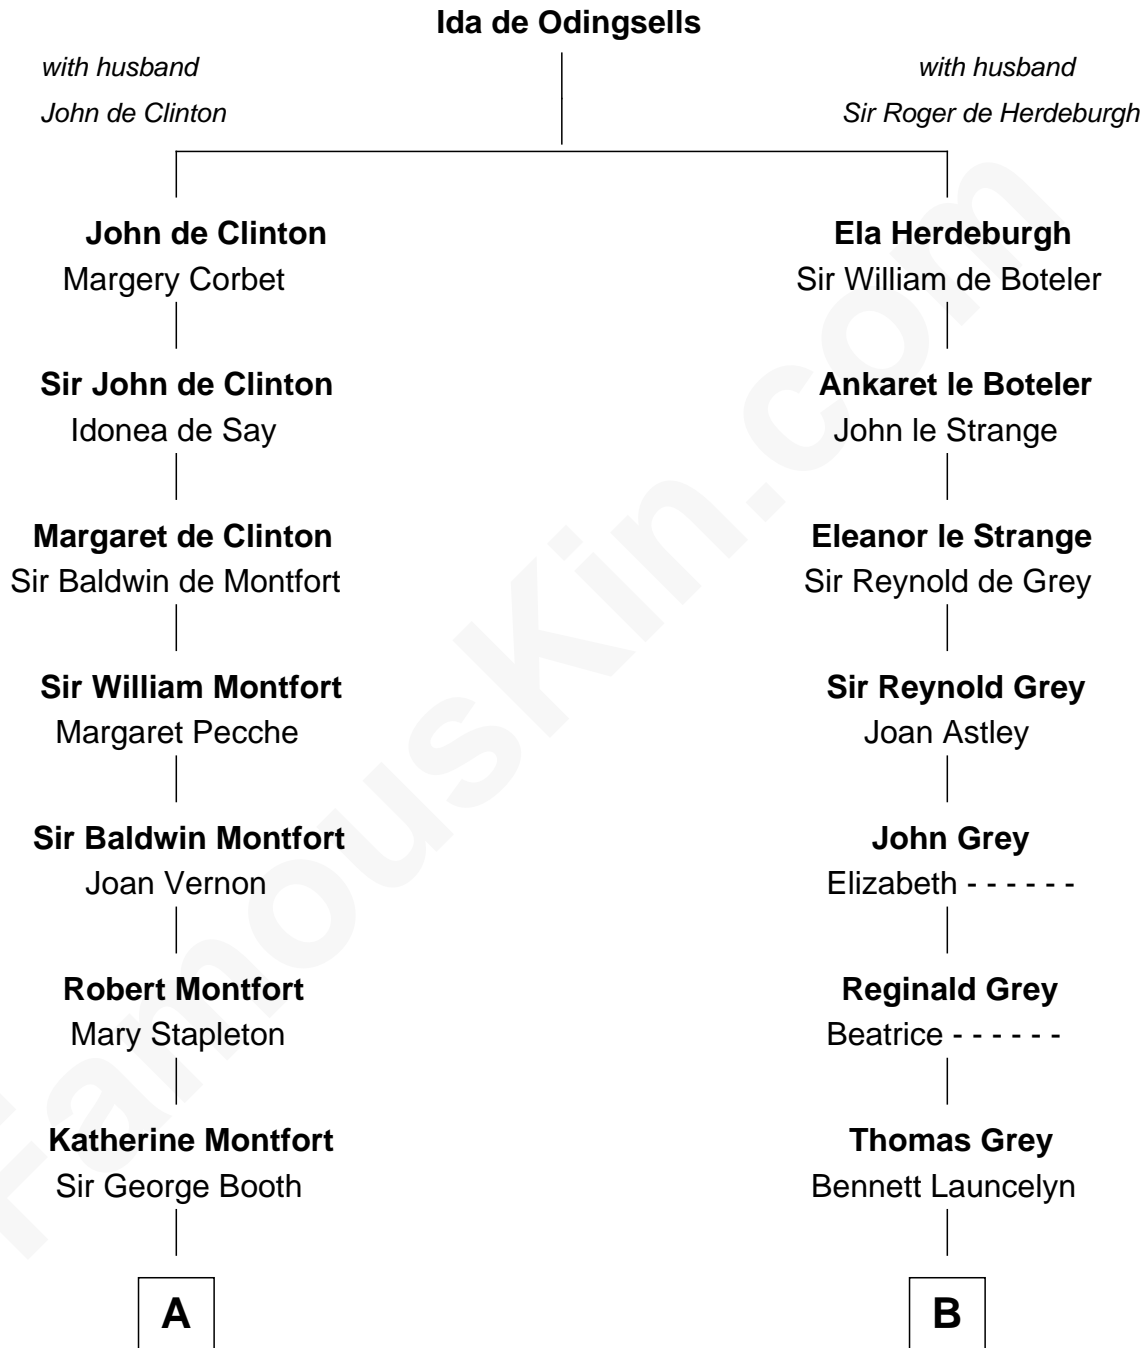 Ida de Odingsells
with husband
John de Clinton
with husband
Sir Roger de Herdeburgh
John de Clinton
Margery Corbet
Ela Herdeburgh
Sir William de Boteler
Sir John de Clinton
Idonea de Say
Ankaret le Boteler
John le Strange
Margaret de Clinton
Sir Baldwin de Montfort
Eleanor le Strange
Sir Reynold de Grey
Sir William Montfort
Margaret Pecche
Sir Reynold Grey
Joan Astley
Sir Baldwin Montfort
Joan Vernon
John Grey
Elizabeth - - - - - -
Robert Montfort
Mary Stapleton
Reginald Grey
Beatrice - - - - - -
Katherine Montfort
Sir George Booth
Thomas Grey
Bennett Launcelyn
A
B
FamousKin.com